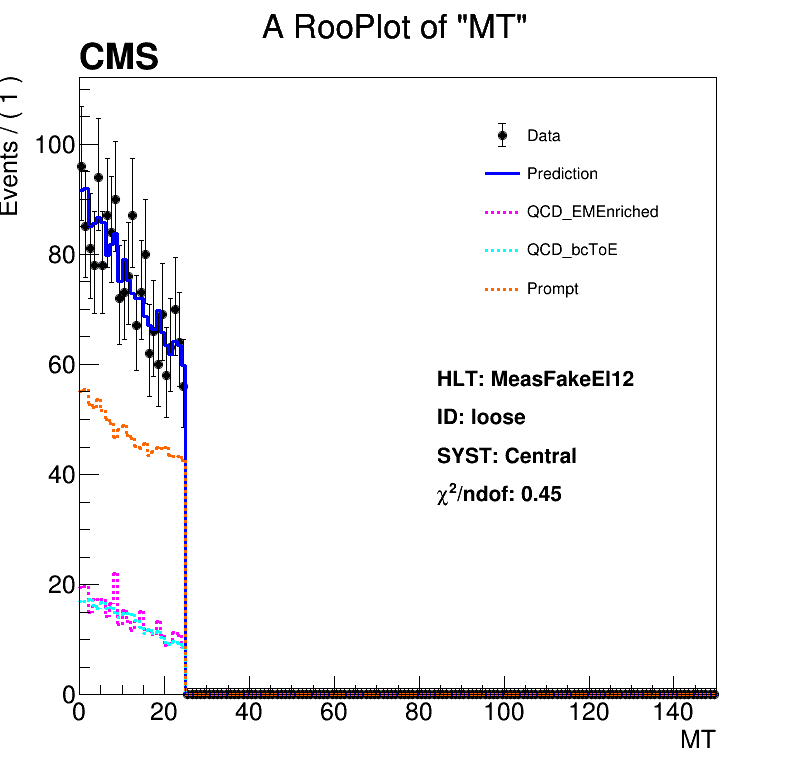 A RooPlot of "MT"
CMS
Events / ( 1 )
100
80
60
40
20
0
Data
Prediction
QCD_EMEnriched
QCD_bcToE
Prompt
HLT: MeasFakeEl12
ID: loose
SYST: Central
χ²/ndof: 0.45
0 20 40 60 80 100 120 140
MT